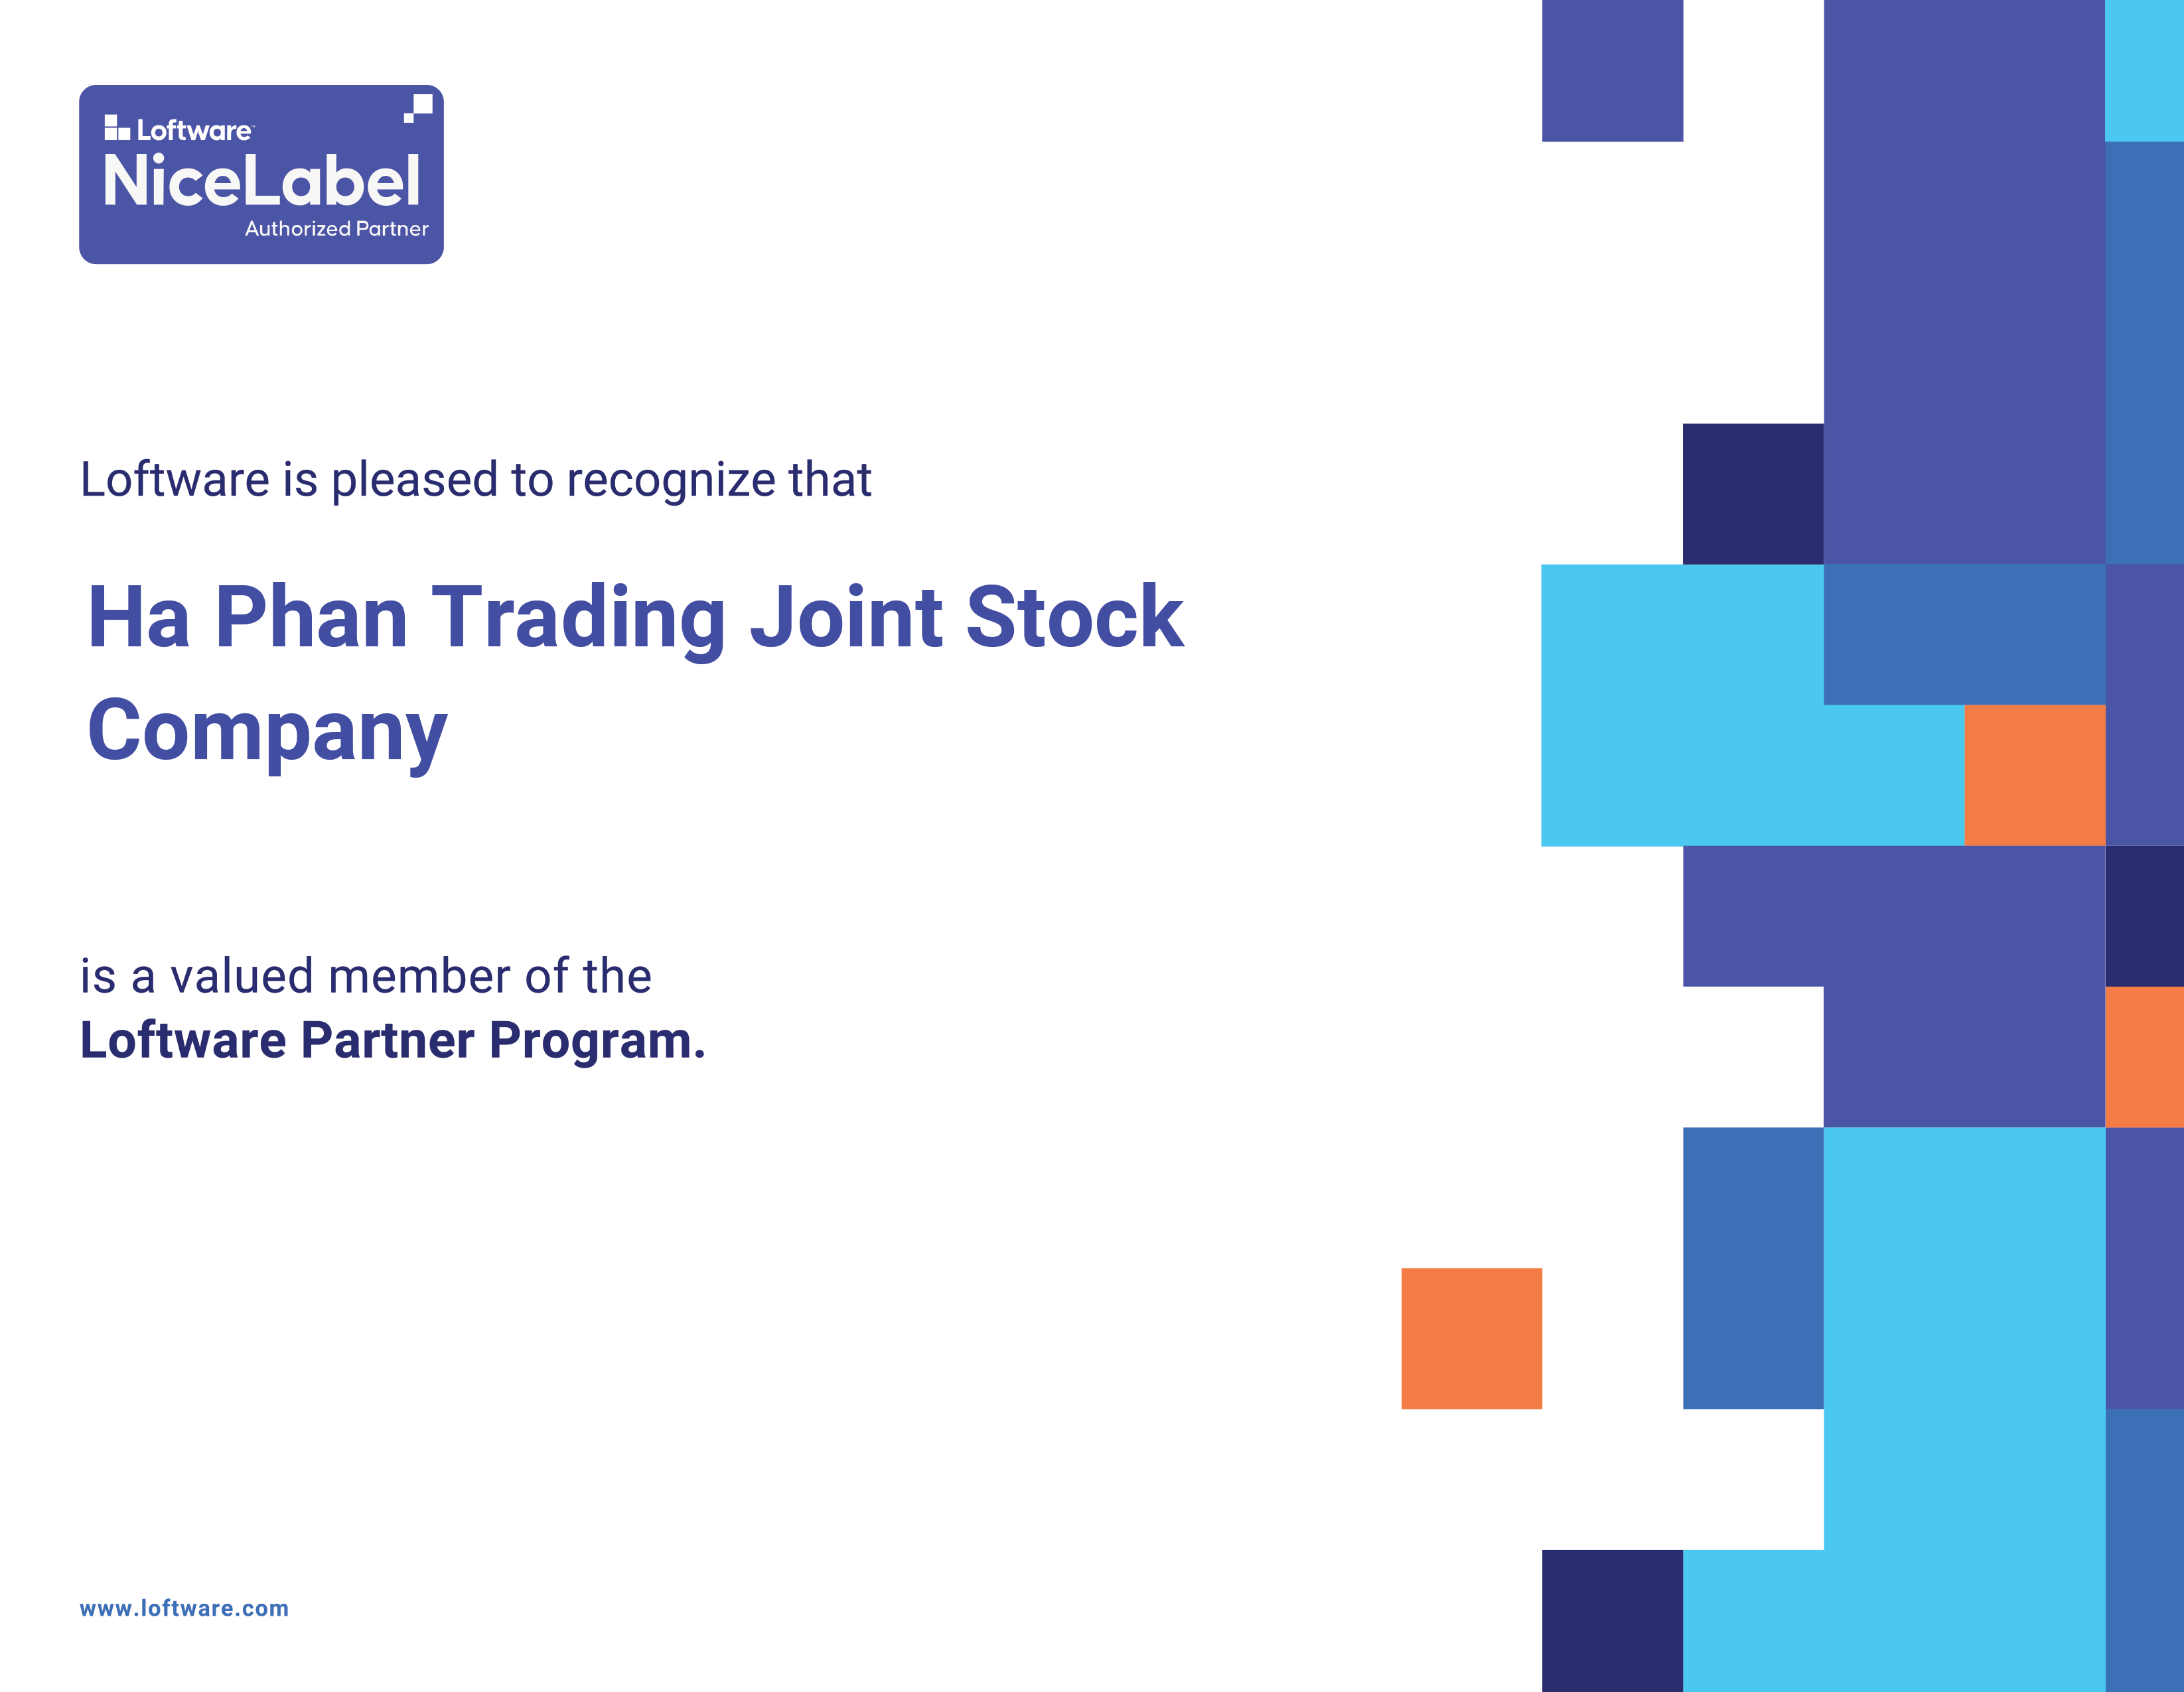 Loftware™
NiceLabel
Authorized Partner
Loftware is pleased to recognize that
Ha Phan Trading Joint Stock
Company
is a valued member of the
Loftware Partner Program.
www.loftware.com